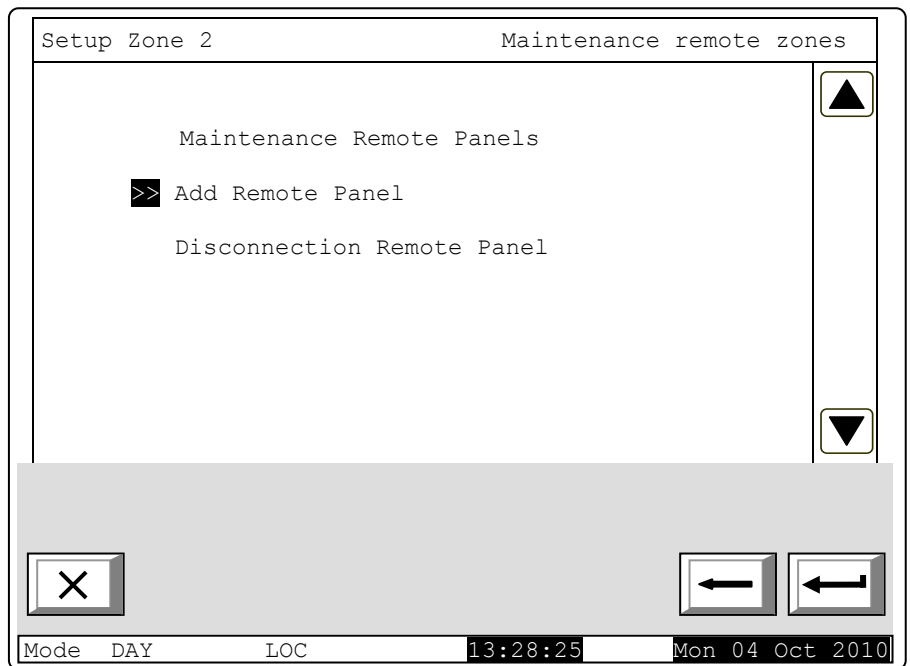 Setup Zone 2 Maintenance remote zones
Maintenance Remote Panels
>> Add Remote Panel
Disconnection Remote Panel
Mode DAY LOC 13:28:25 Mon 04 Oct 2010